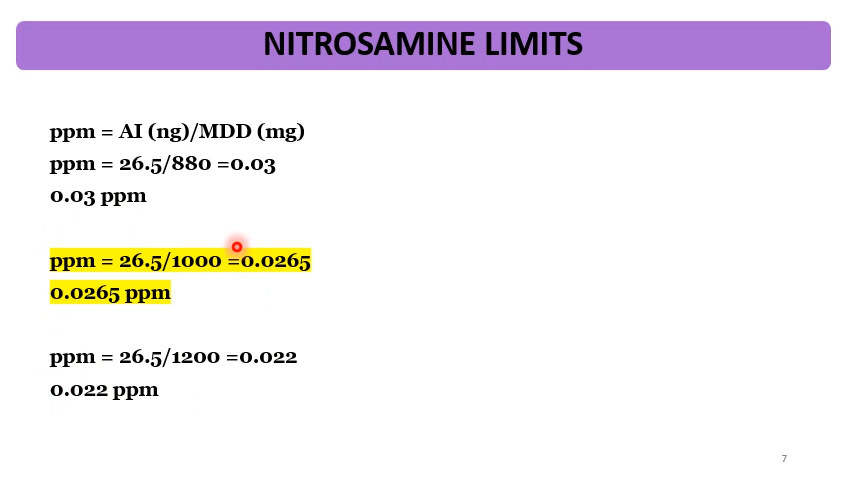 NITROSAMINE LIMITS
ppm = AI (ng)/MDD (mg)
ppm = 26.5/880 =0.03
0.03 ppm
ppm = 26.5/1000 =0.0265
0.0265 ppm
ppm = 26.5/1200 =0.022
0.022 ppm
7